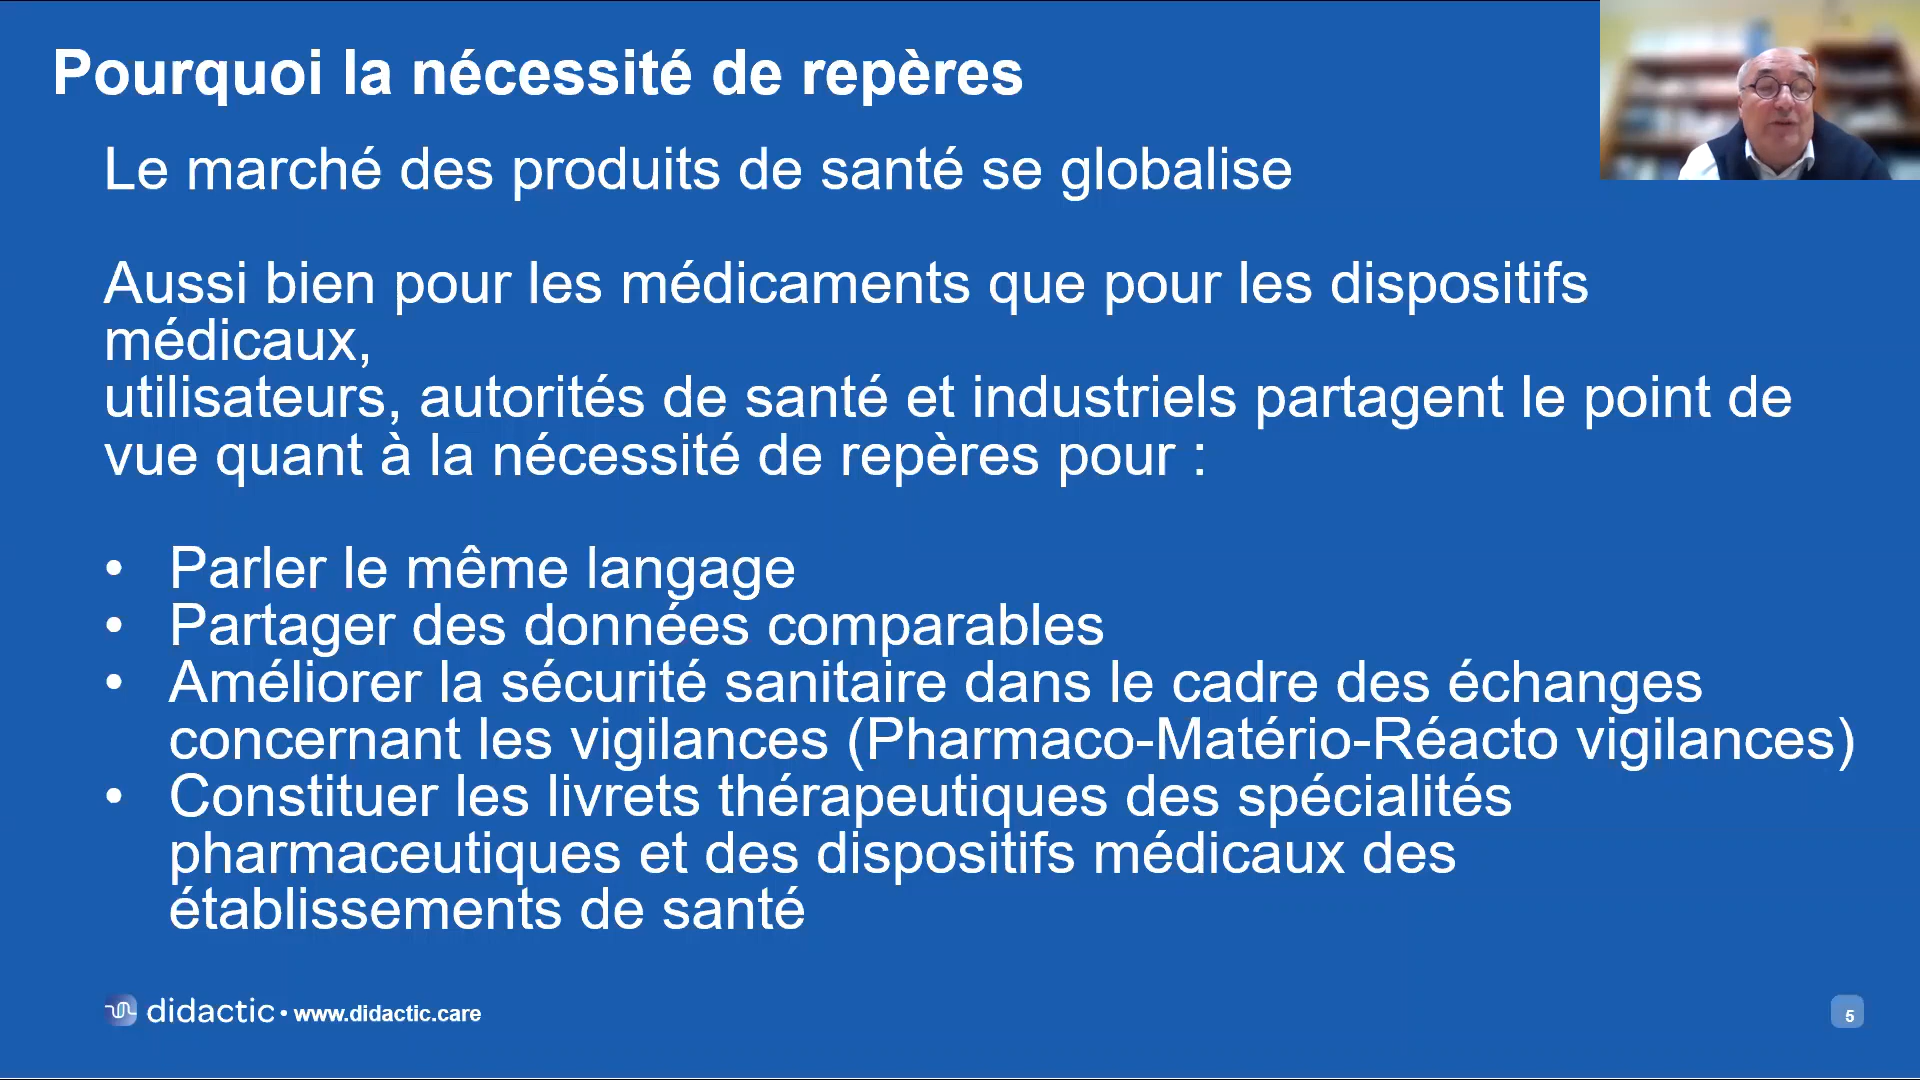 Pourquoi la nécessité de repères
Le marché des produits de santé se globalise
Aussi bien pour les médicaments que pour les dispositifs
médicaux,
utilisateurs, autorités de santé et industriels partagent le point de
vue quant à la nécessité de repères pour :
• Parler le même langage
• Partager des données comparables
• Améliorer la sécurité sanitaire dans le cadre des échanges
concernant les vigilances (Pharmaco-Matério-Réacto vigilances)
• Constituer les livrets thérapeutiques des spécialités
pharmaceutiques et des dispositifs médicaux des
établissements de santé
didactic • www.didactic.care
5